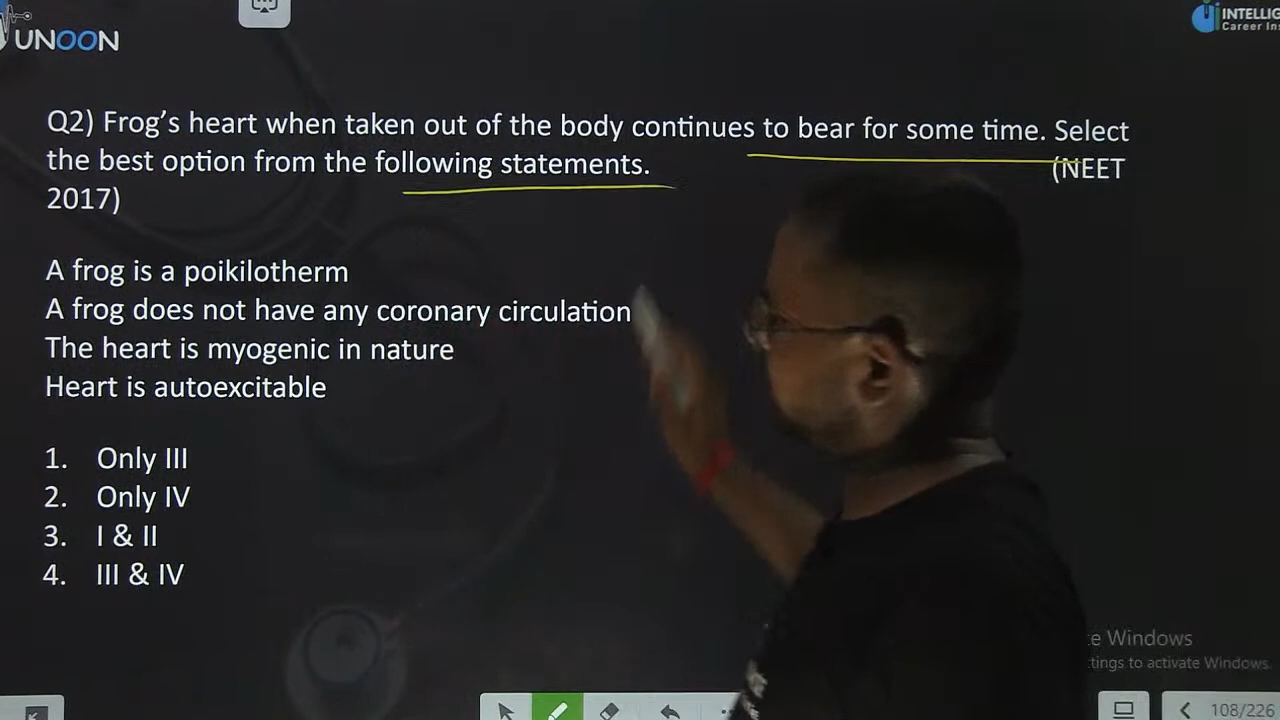 UNOON
INTELLIG
Career Ins
Q2) Frog's heart when taken out of the body continues to bear for some time. Select
the best option from the following statements. (NEET
2017)
A frog is a poikilotherm
A frog does not have any coronary circulation
The heart is myogenic in nature
Heart is autoexcitable
1. Only III
2. Only IV
3. I & II
4. III & IV
e Windows
tings to activate Windows.
108/226